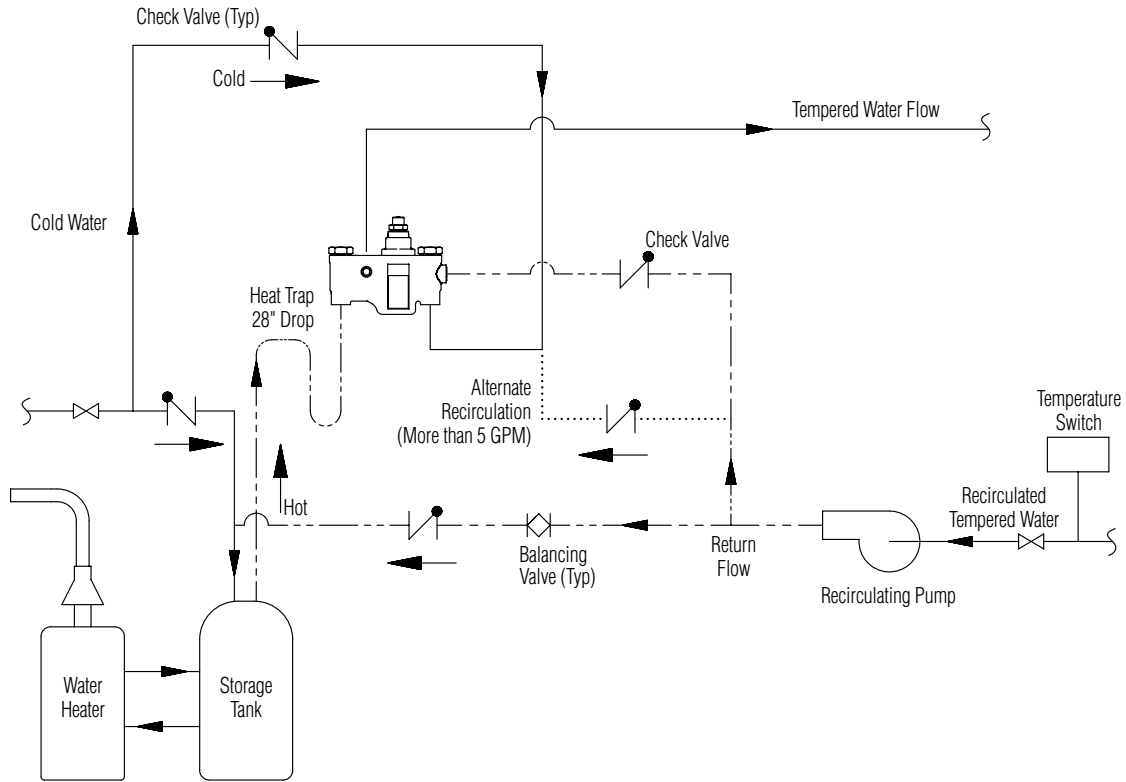 Check Valve (Typ)
Cold
Tempered Water Flow
Cold Water
Check Valve
Heat Trap
28" Drop
Alternate
Recirculation
(More than 5 GPM)
Temperature
Switch
Hot
Recirculated
Tempered Water
Balancing
Valve (Typ)
Return
Flow
Recirculating Pump
Water
Heater
Storage
Tank